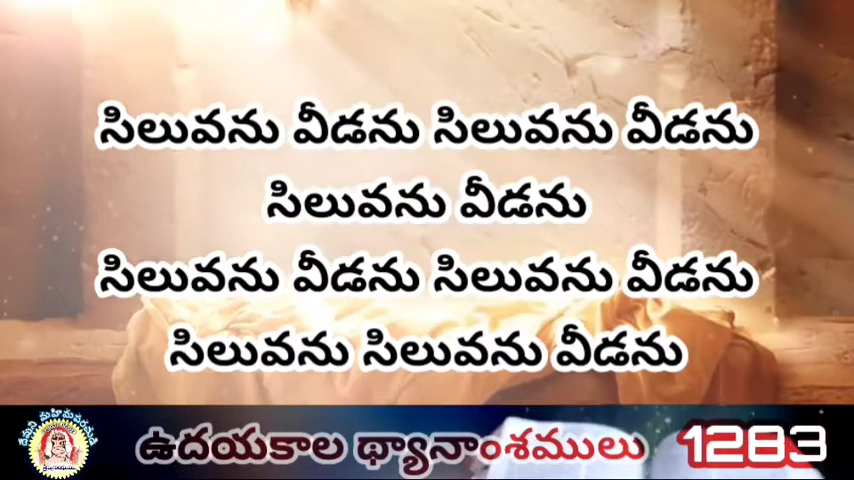 సిలువను వీడను సిలువను వీడను
సిలువను వీడను
సిలువను వీడను సిలువను వీడను
సిలువను సిలువను వీడను
ఉదయకాల ధ్యానాంశములు 1283